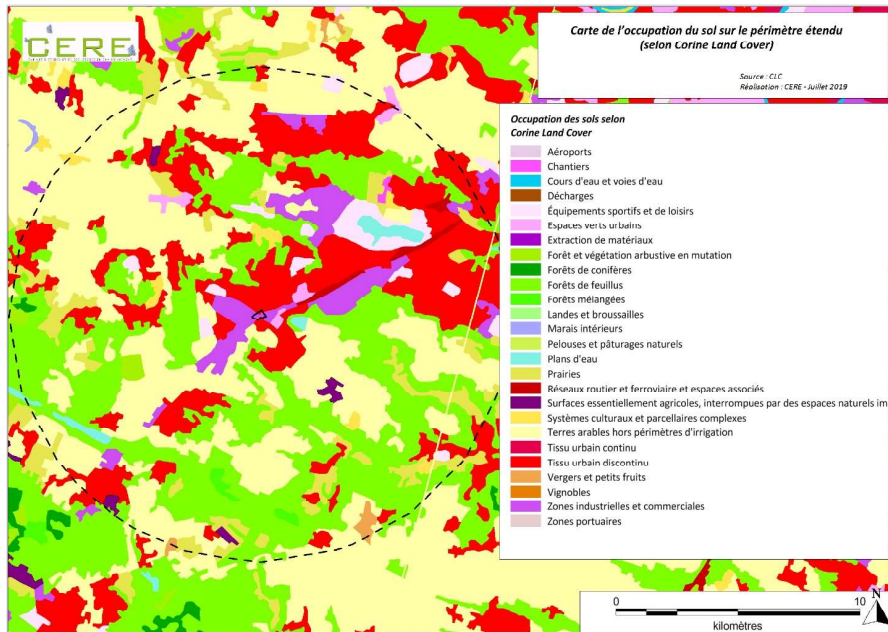 CERE
Carte de l'occupation du sol sur le périmètre étendu
(selon Corine Land Cover)
Source : CLC
Réalisation : CERE - Juillet 2019
Occupation des sols selon
Corine Land Cover
Aéroports
Chantiers
Cours d'eau et voies d'eau
Décharges
Équipements sportifs et de loisirs
Espaces verts urbains
Extraction de matériaux
Forêt et végétation arbustive en mutation
Forêts de conifères
Forêts de feuillus
Forêts mélangées
Landes et broussailles
Marais intérieurs
Pelouses et pâturages naturels
Plans d'eau
Prairies
Réseaux routier et ferroviaire et espaces associés
Surfaces essentiellement agricoles, interrompues par des espaces naturels im
Systèmes culturaux et parcellaires complexes
Terres arables hors périmètres d'irrigation
Tissu urbain continu
Tissu urbain discontinu
Vergers et petits fruits
Vignobles
Zones industrielles et commerciales
Zones portuaires
0 10
kilomètres
N